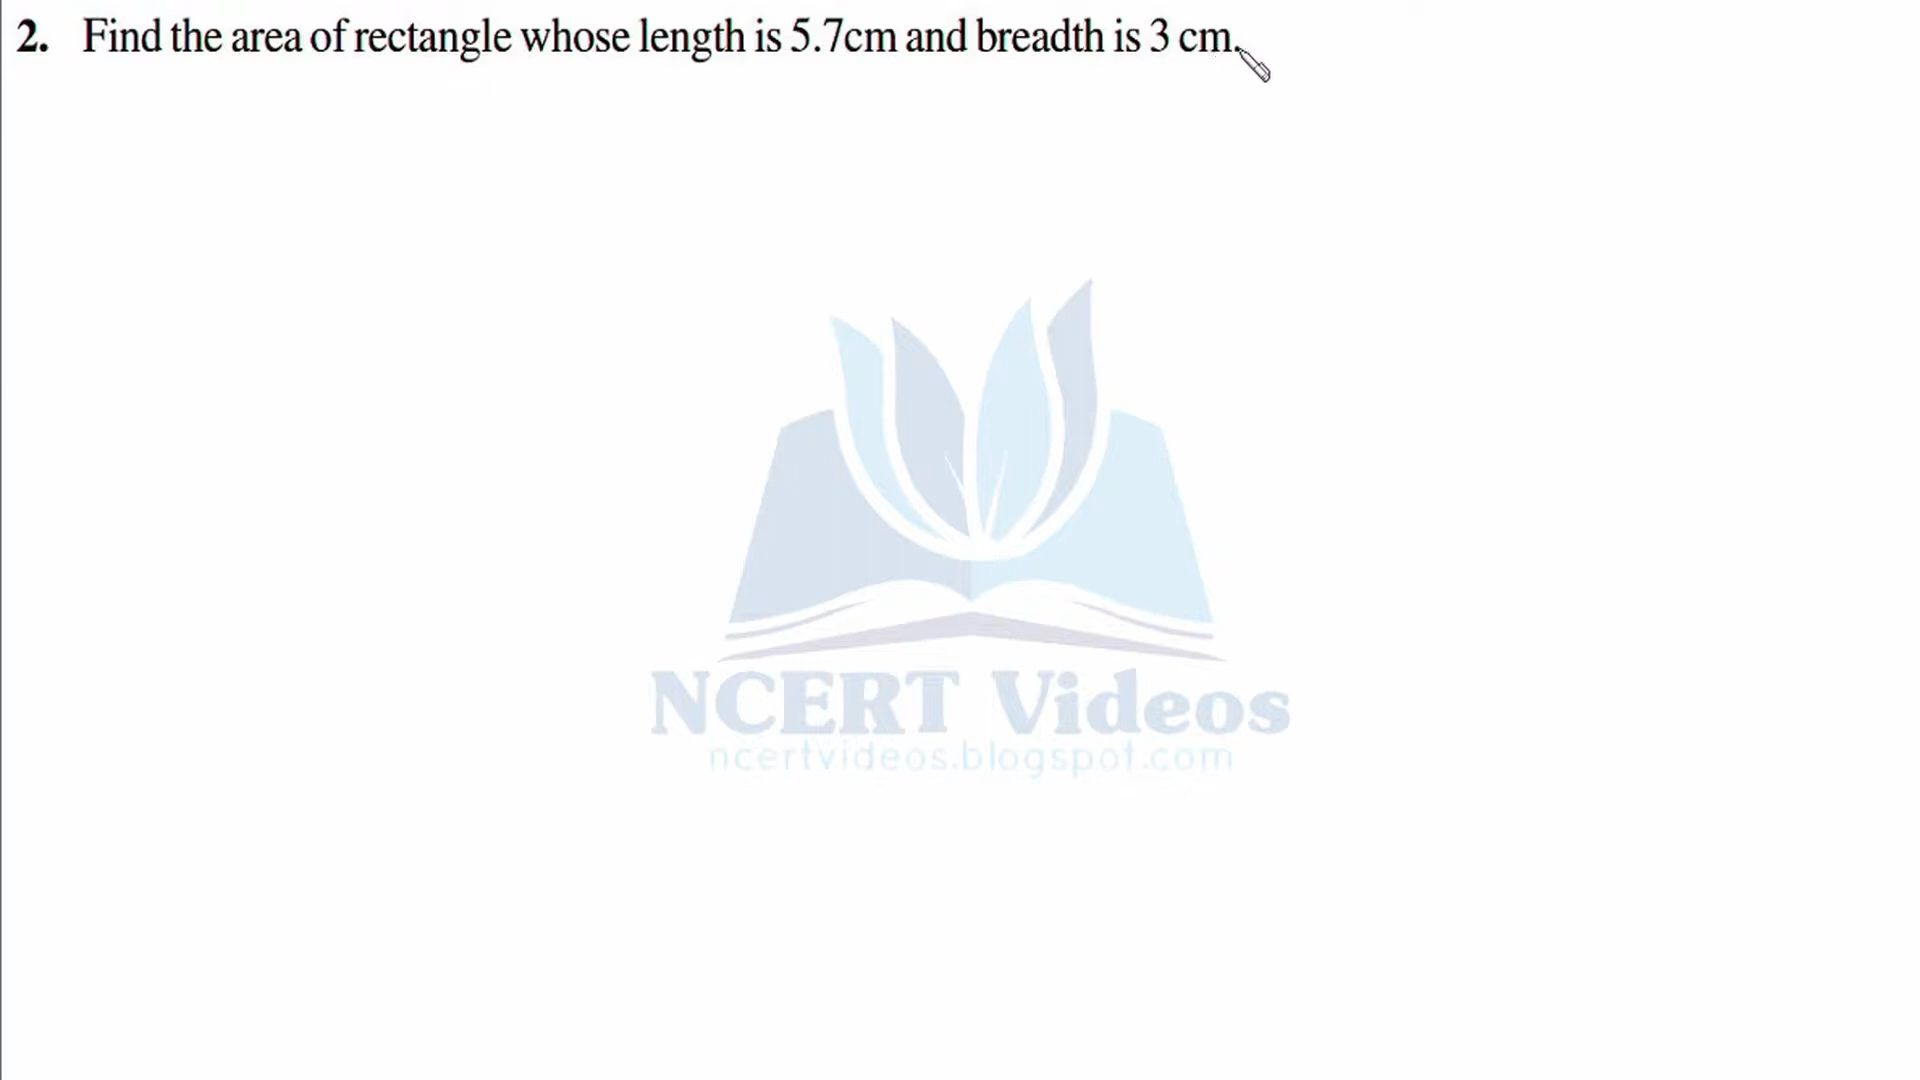 2. Find the area of rectangle whose length is 5.7cm and breadth is 3 cm.
NCERT Videos
ncertvideos.blogspot.com